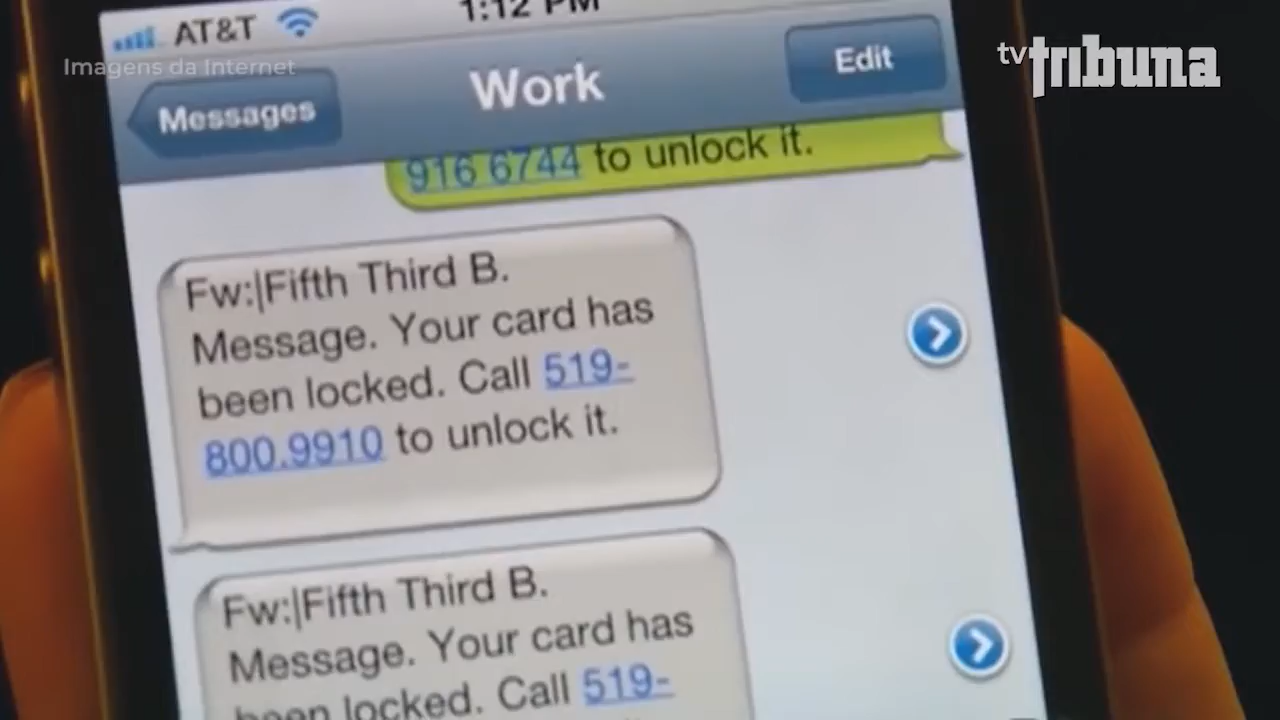 AT&T 1:12 PM
Imagens da Internet
tv tribuna
Messages Work Edit
916 6744 to unlock it.
Fw:|Fifth Third B.
Message. Your card has
been locked. Call 519-
800.9910 to unlock it.
Fw:|Fifth Third B.
Message. Your card has
been locked. Call 519-